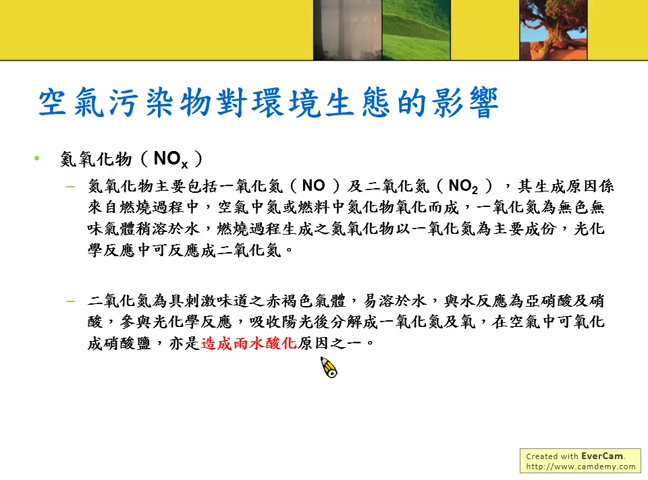 空氣污染物對環境生態的影響
• 氮氧化物（NOx）
– 氮氧化物主要包括一氧化氮（NO）及二氧化氮（NO2），其生成原因係
來自燃燒過程中，空氣中氮或燃料中氮化物氧化而成，一氧化氮為無色無
味氣體稍溶於水，燃燒過程生成之氮氧化物以一氧化氮為主要成份，光化
學反應中可反應成二氧化氮。
– 二氧化氮為具刺激味道之赤褐色氣體，易溶於水，與水反應為亞硝酸及硝
酸，參與光化學反應，吸收陽光後分解成一氧化氮及氧，在空氣中可氧化
成硝酸鹽，亦是造成雨水酸化原因之一。
Created with EverCam.
http://www.camdemy.com